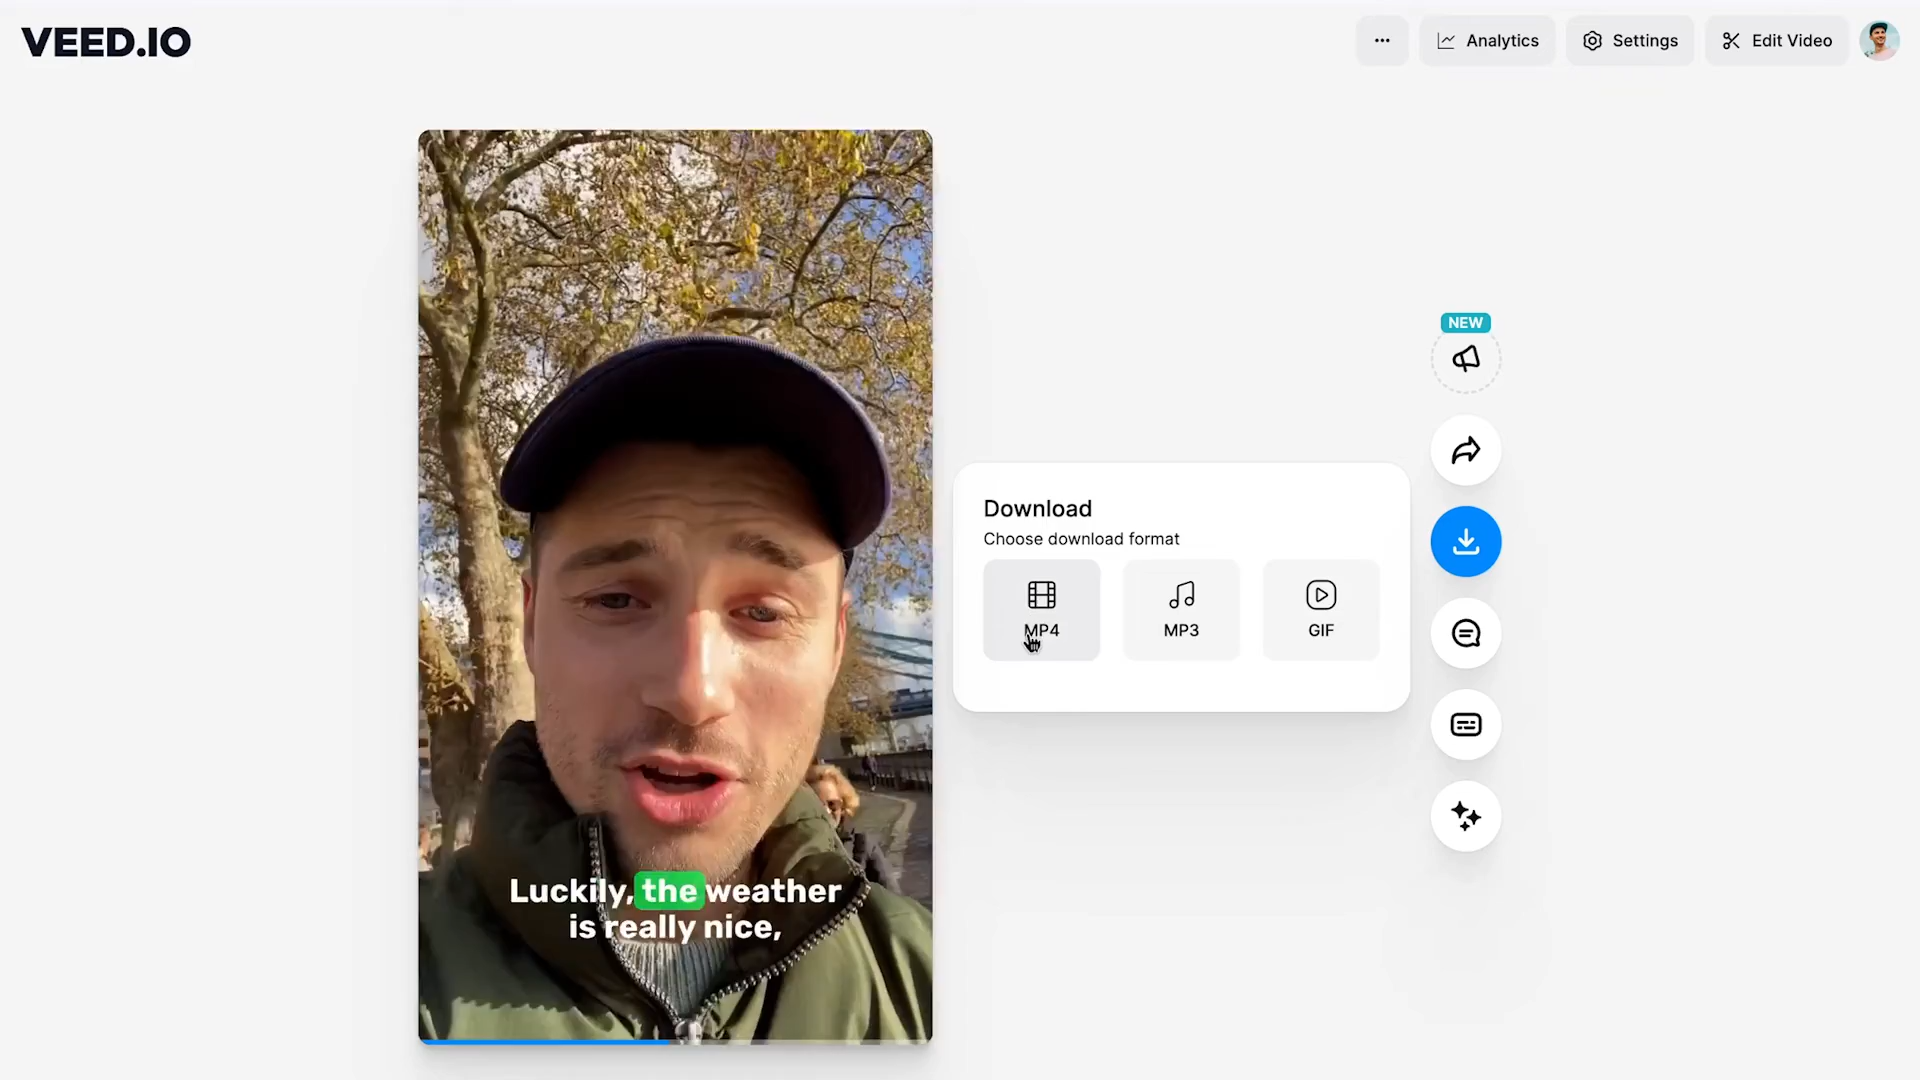 VEED.IO
Analytics
Settings
Edit Video
NEW
Download
Choose download format
MP4
MP3
GIF
Luckily, the weather
is really nice,